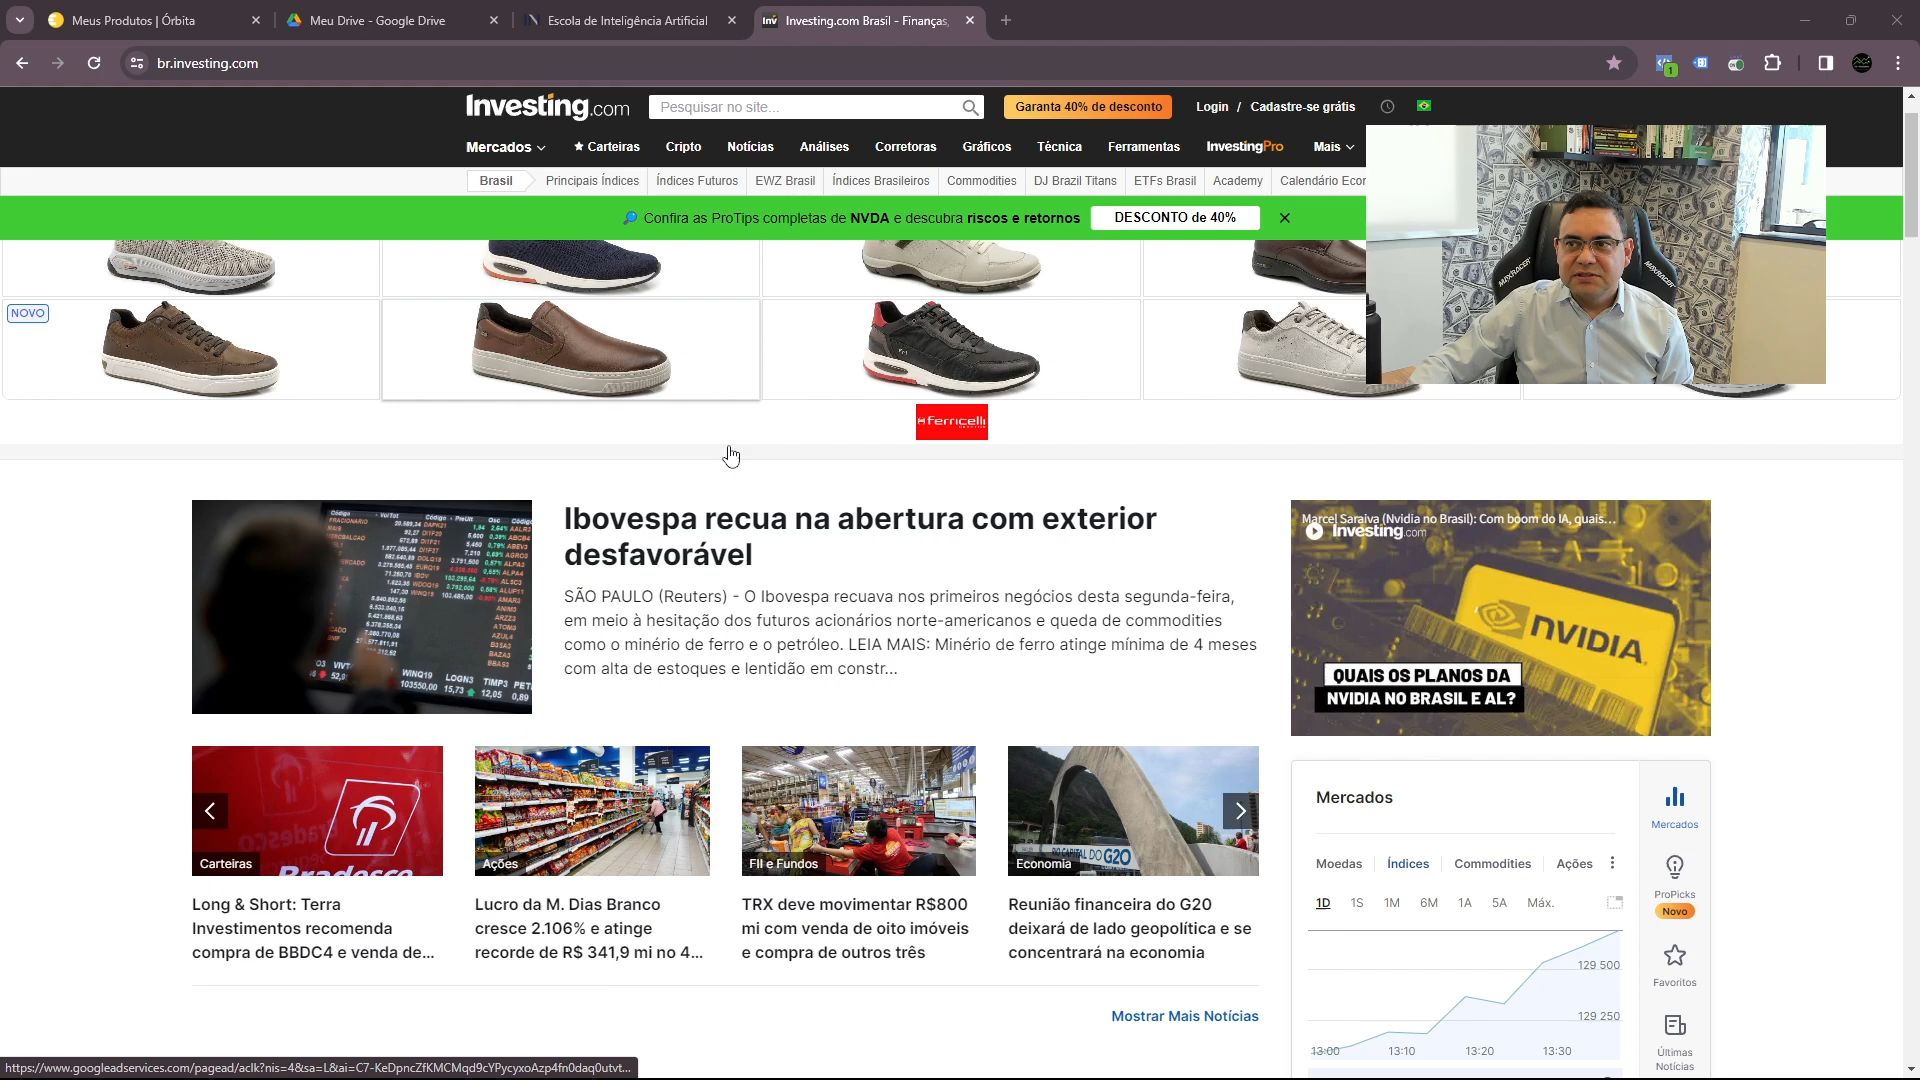 Meus Produtos | Órbita
Meu Drive - Google Drive
Escola de Inteligência Artificial
Investing.com Brasil - Finanças,
br.investing.com
1
Investing.com
Pesquisar no site...
Garanta 40% de desconto
Login / Cadastre-se grátis
Mercados
Carteiras
Cripto
Notícias
Análises
Corretoras
Gráficos
Técnica
Ferramentas
InvestingPro
Mais
Brasil
Principais Índices
Índices Futuros
EWZ Brasil
Índices Brasileiros
Commodities
DJ Brazil Titans
ETFs Brasil
Academy
Calendário Econ
Confira as ProTips completas de NVDA e descubra riscos e retornos
DESCONTO de 40%
MAXRACER
MAXRACER
NOVO
ferricelli
Ibovespa recua na abertura com exterior
desfavorável
SÃO PAULO (Reuters) - O Ibovespa recuava nos primeiros negócios desta segunda-feira,
em meio à hesitação dos futuros acionários norte-americanos e queda de commodities
como o minério de ferro e o petróleo. LEIA MAIS: Minério de ferro atinge mínima de 4 meses
com alta de estoques e lentidão em constr...
Marcel Saraiva (Nvidia no Brasil): Com boom do IA, quais...
Investing.com
NVIDIA
QUAIS OS PLANOS DA
NVIDIA NO BRASIL E AL?
Carteiras
Bradesco
Long & Short: Terra
Investimentos recomenda
compra de BBDC4 e venda de...
Ações
Lucro da M. Dias Branco
cresce 2.106% e atinge
recorde de R$ 341,9 mi no 4...
FII e Fundos
TRX deve movimentar R$800
mi com venda de oito imóveis
e compra de outros três
RIO CAPITAL DO G20
Economia
Reunião financeira do G20
deixará de lado geopolítica e se
concentrará na economia
Mostrar Mais Notícias
Mercados
Moedas
Índices
Commodities
Ações
1D
1S
1M
6M
1A
5A
Máx.
129 500
129 250
13:00
13:10
13:20
13:30
Mercados
ProPicks
Novo
Favoritos
Últimas
Notícias
https://www.googleadservices.com/pagead/aclk?nis=4&sa=L&ai=C7-KeDpncZfKMCMqd9cYPycyxoAzp4fn0daq0utvt...